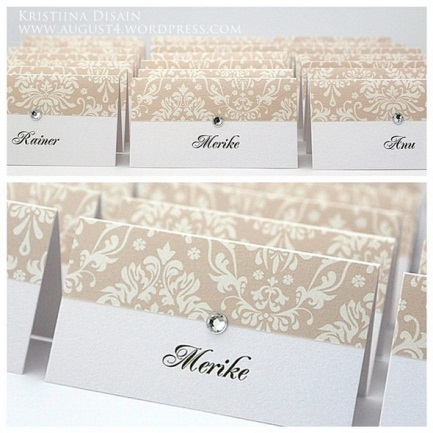 Kristiina Disain
www.august4.wordpress.com
Rainer
Merike
Anu
Merike